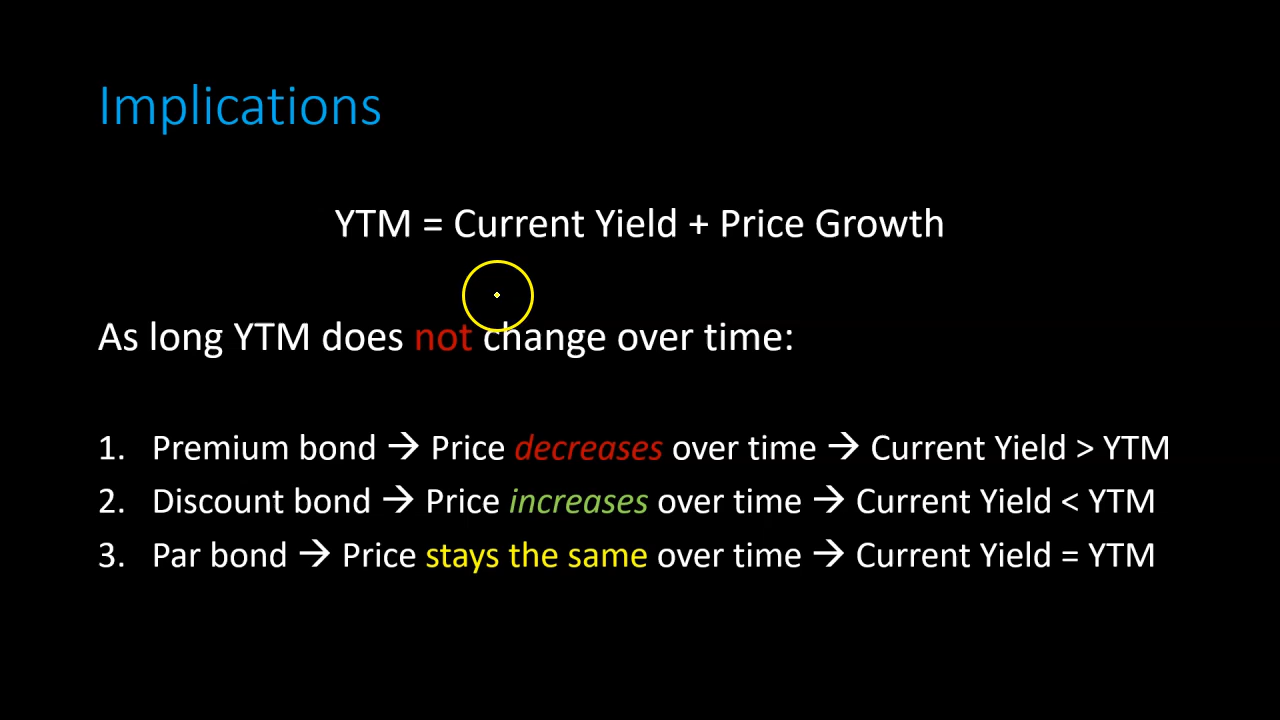 Implications
YTM = Current Yield + Price Growth
As long YTM does not change over time:
1. Premium bond → Price decreases over time → Current Yield > YTM
2. Discount bond → Price increases over time → Current Yield < YTM
3. Par bond → Price stays the same over time → Current Yield = YTM